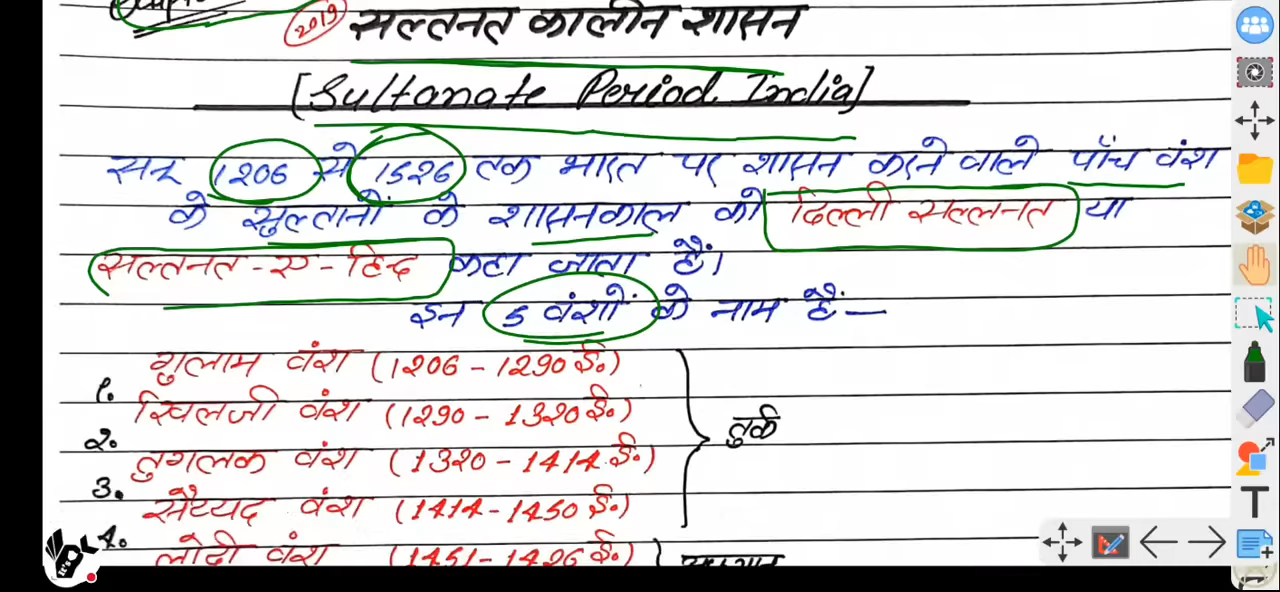 2019 सल्तनत कालीन शासन
[Sultanate Period India]
सन् 1206 से 1526 तक भारत पर शासन करने वाले पाँच वंश
के सुल्तानों के शासनकाल को दिल्ली सल्तनत या
सल्तनत-ए-हिन्द कहा जाता है।
इन 5 वंशों के नाम हैं—
1. गुलाम वंश (1206 - 1290 ई.)
2. खिलजी वंश (1290 - 1320 ई.)
3. तुगलक वंश (1320 - 1414 ई.)
4. सैय्यद वंश (1414 - 1450 ई.)
तुर्क
लोदी वंश (1451 - 1426 ई.)